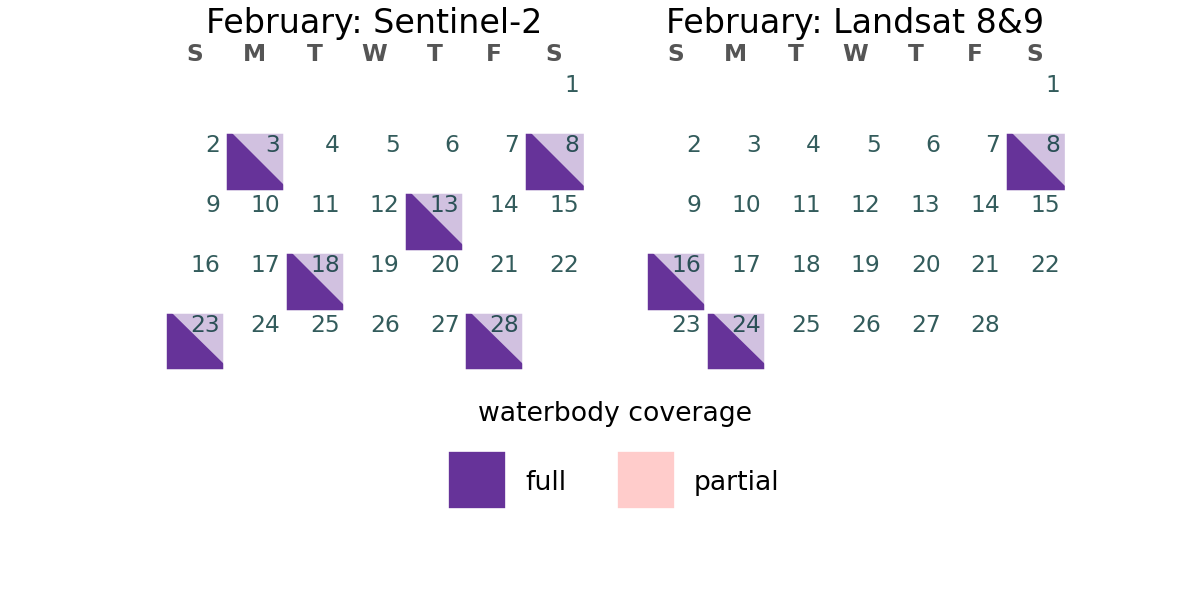 February: Sentinel-2
S M T W T F S
1
2 3 4 5 6 7 8
9 10 11 12 13 14 15
16 17 18 19 20 21 22
23 24 25 26 27 28
February: Landsat 8&9
S M T W T F S
1
2 3 4 5 6 7 8
9 10 11 12 13 14 15
16 17 18 19 20 21 22
23 24 25 26 27 28
waterbody coverage
full
partial